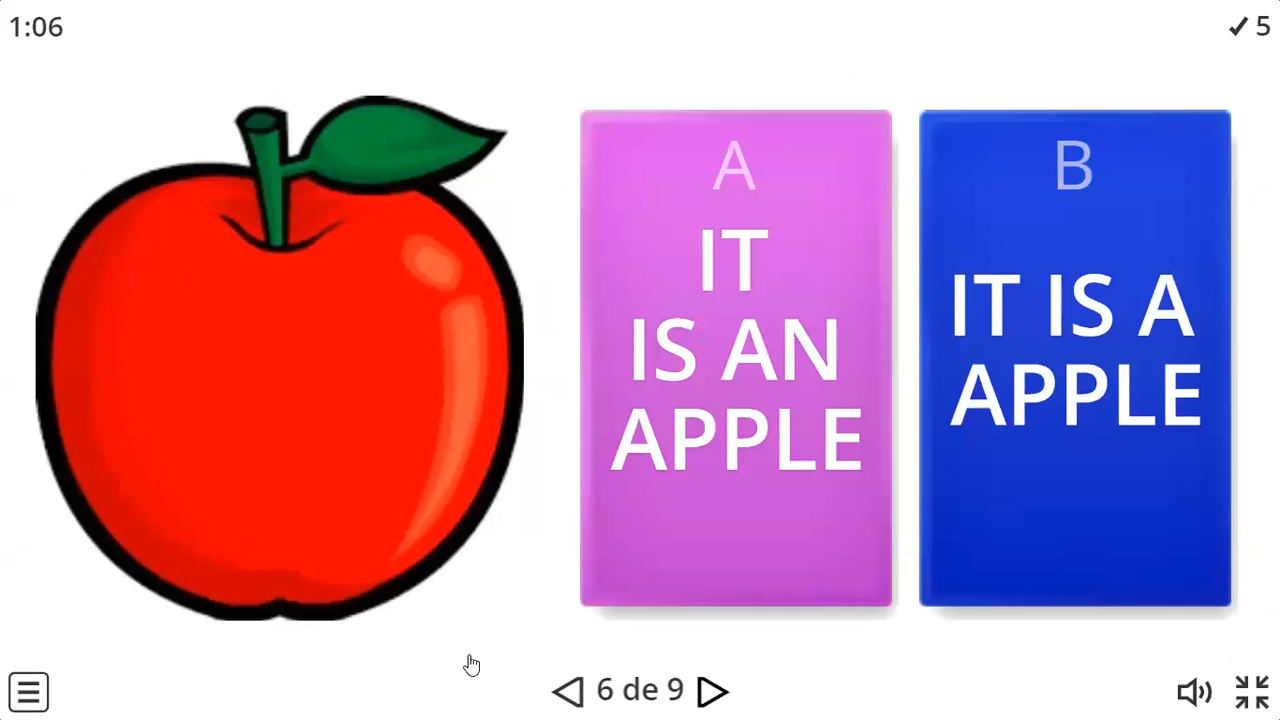 1:06
✓ 5
A
IT
IS AN
APPLE
B
IT IS A
APPLE
6 de 9